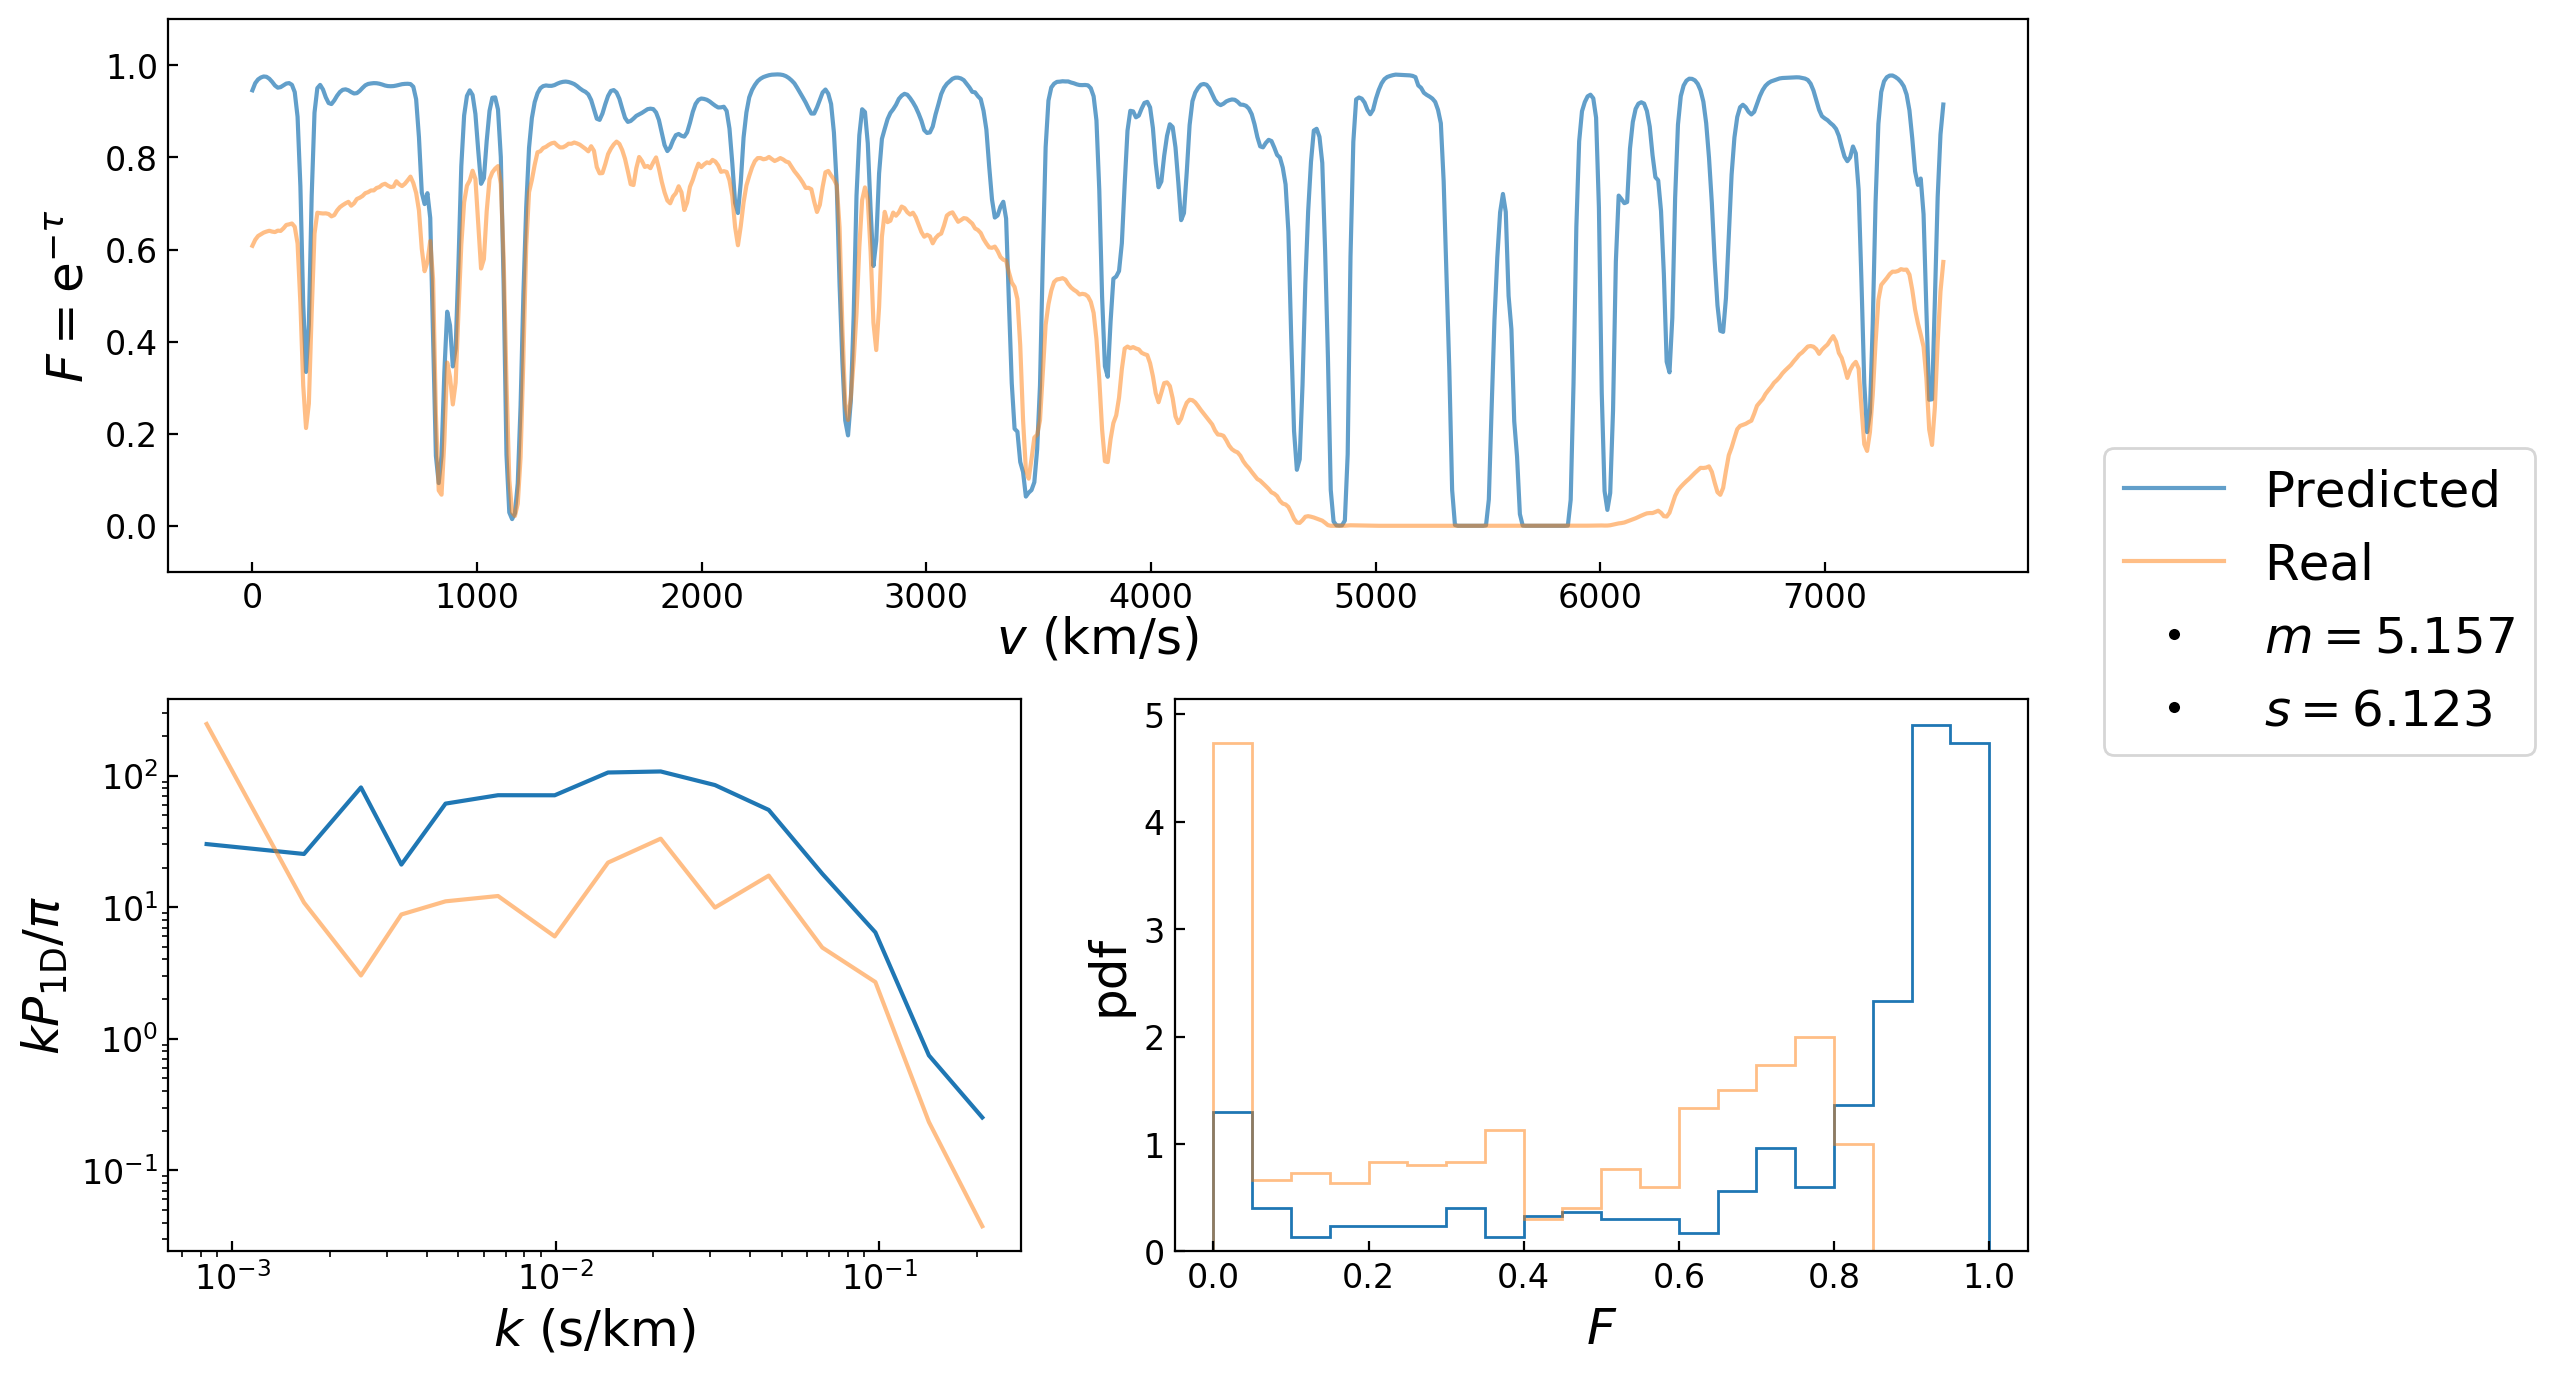 F = e^{−τ}
1.0
0.8
0.6
0.4
0.2
0.0
0 1000 2000 3000 4000 5000 6000 7000
v (km/s)
Predicted
Real
m = 5.157
s = 6.123
kP_{1D}/π
10^2
10^1
10^0
10^{−1}
10^{−3} 10^{−2} 10^{−1}
k (s/km)
pdf
5
4
3
2
1
0
0.0 0.2 0.4 0.6 0.8 1.0
F